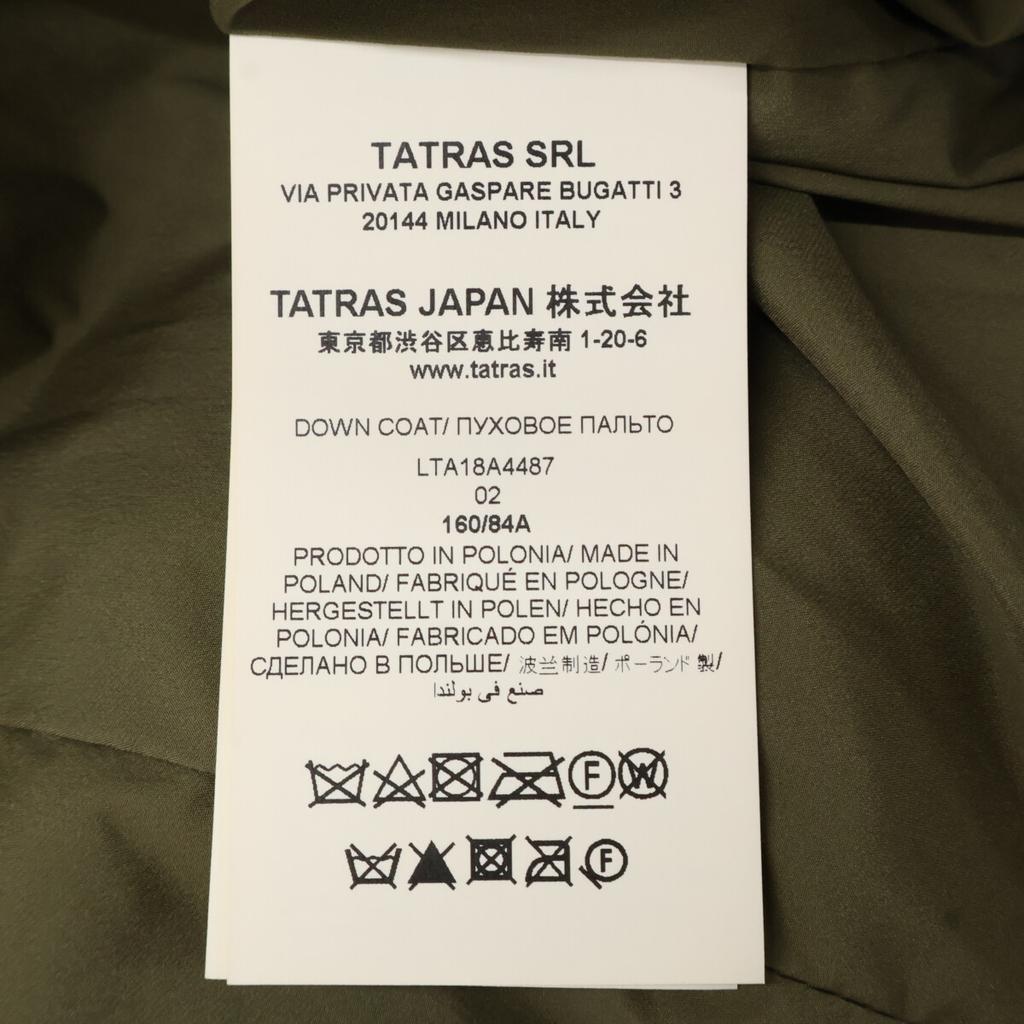 TATRAS SRL
VIA PRIVATA GASPARE BUGATTI 3
20144 MILANO ITALY
TATRAS JAPAN 株式会社
東京都渋谷区恵比寿南 1-20-6
www.tatras.it
DOWN COAT/ ПУХОВОЕ ПАЛЬТО
LTA18A4487
02
160/84A
PRODOTTO IN POLONIA/ MADE IN
POLAND/ FABRIQUÉ EN POLOGNE/
HERGESTELLT IN POLEN/ HECHO EN
POLONIA/ FABRICADO EM POLÓNIA/
СДЕЛАНО В ПОЛЬШЕ/ 波兰制造/ ポーランド 製/
صنع في بولندا
F W
F